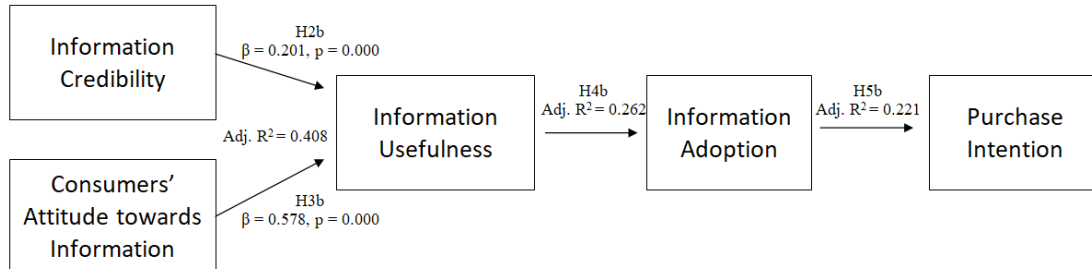 Information
Credibility
H2b
β = 0.201, p = 0.000
Adj. R² = 0.408
Consumers’
Attitude towards
Information
H3b
β = 0.578, p = 0.000
Information
Usefulness
H4b
Adj. R² = 0.262
Information
Adoption
H5b
Adj. R² = 0.221
Purchase
Intention